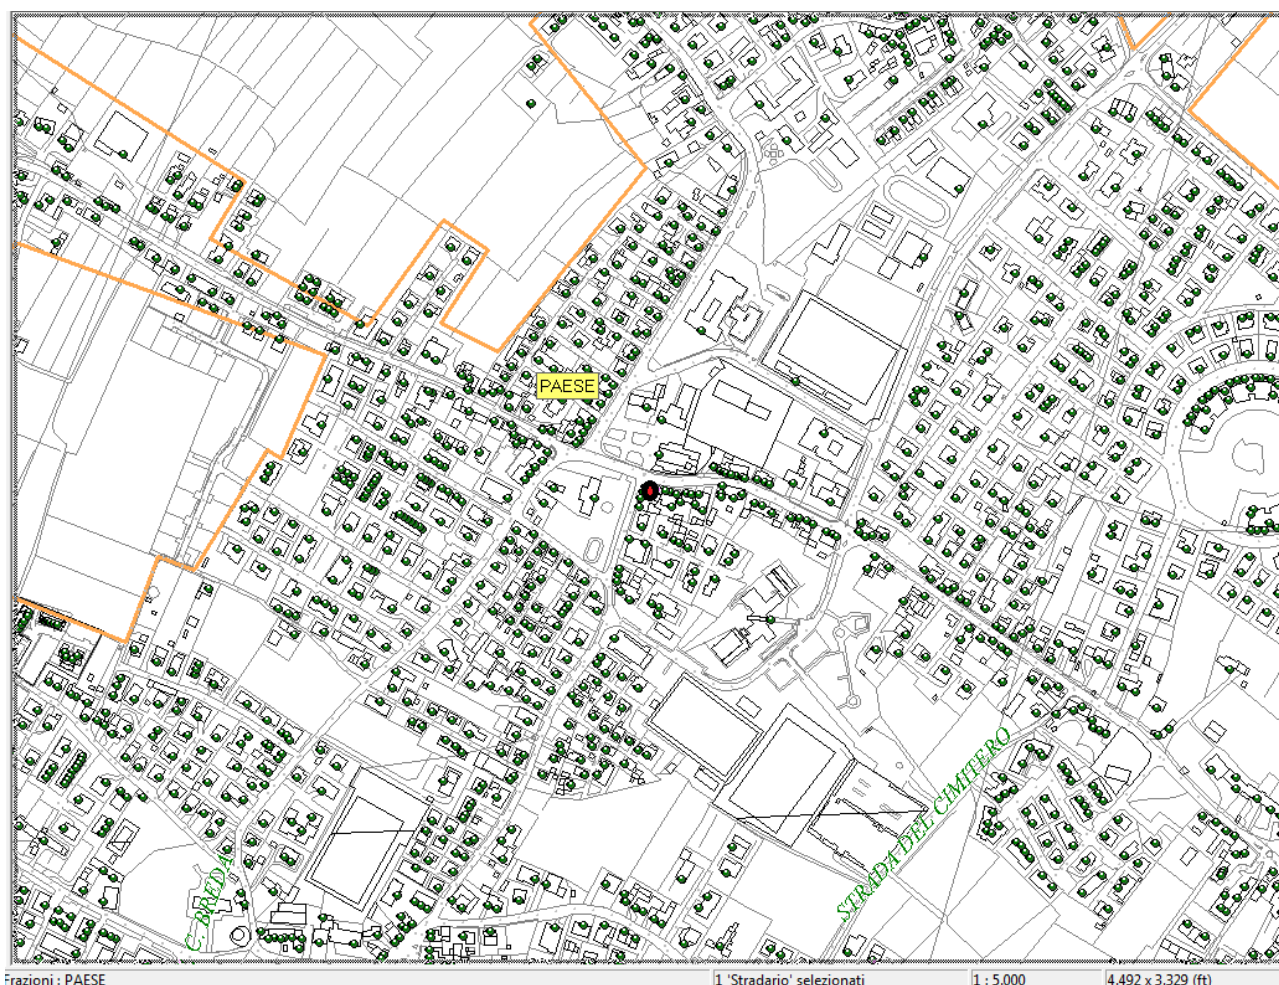 PAESE
STRADA DEL CIMITERO
C. BREDA
Frazioni : PAESE
1 'Stradario' selezionati
1 : 5.000
4.492 x 3.329 (ft)